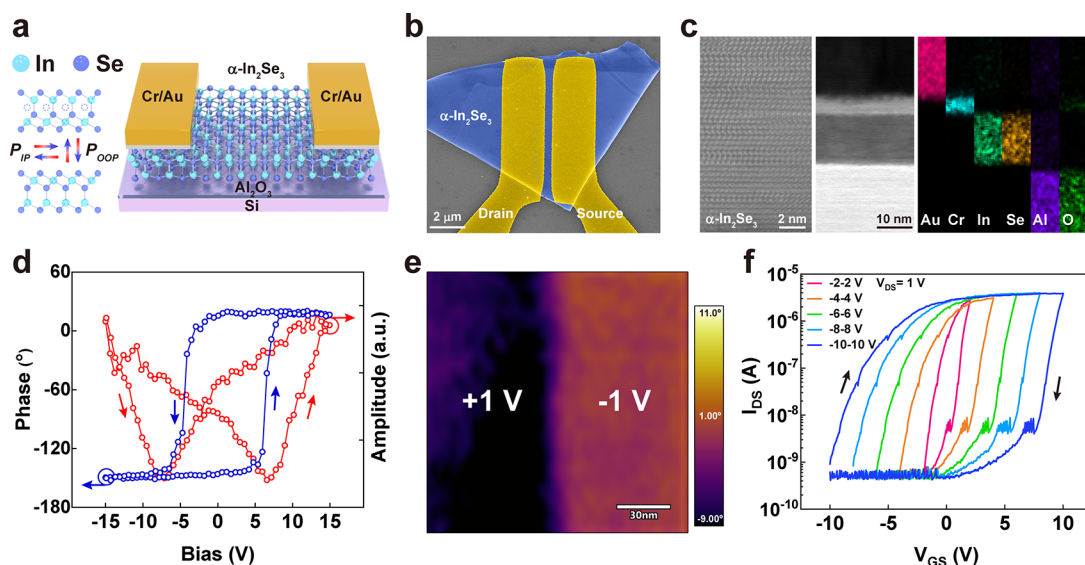 a
In Se
α-In2Se3
Cr/Au
Cr/Au
PIP
POOP
Al2O3
Si
b
α-In2Se3
2 μm
Drain
Source
c
α-In2Se3
2 nm
10 nm
Au Cr In Se Al O
d
60
0
-60
-120
-180
Phase (°)
-15 -10 -5 0 5 10 15
Bias (V)
Amplitude (a.u.)
e
+1 V
-1 V
30nm
11.0°
1.00°
-9.00°
f
10-5
10-6
10-7
10-8
10-9
10-10
IDS (A)
-2-2 V VDS= 1 V
-4-4 V
-6-6 V
-8-8 V
-10-10 V
-10 -5 0 5 10
VGS (V)